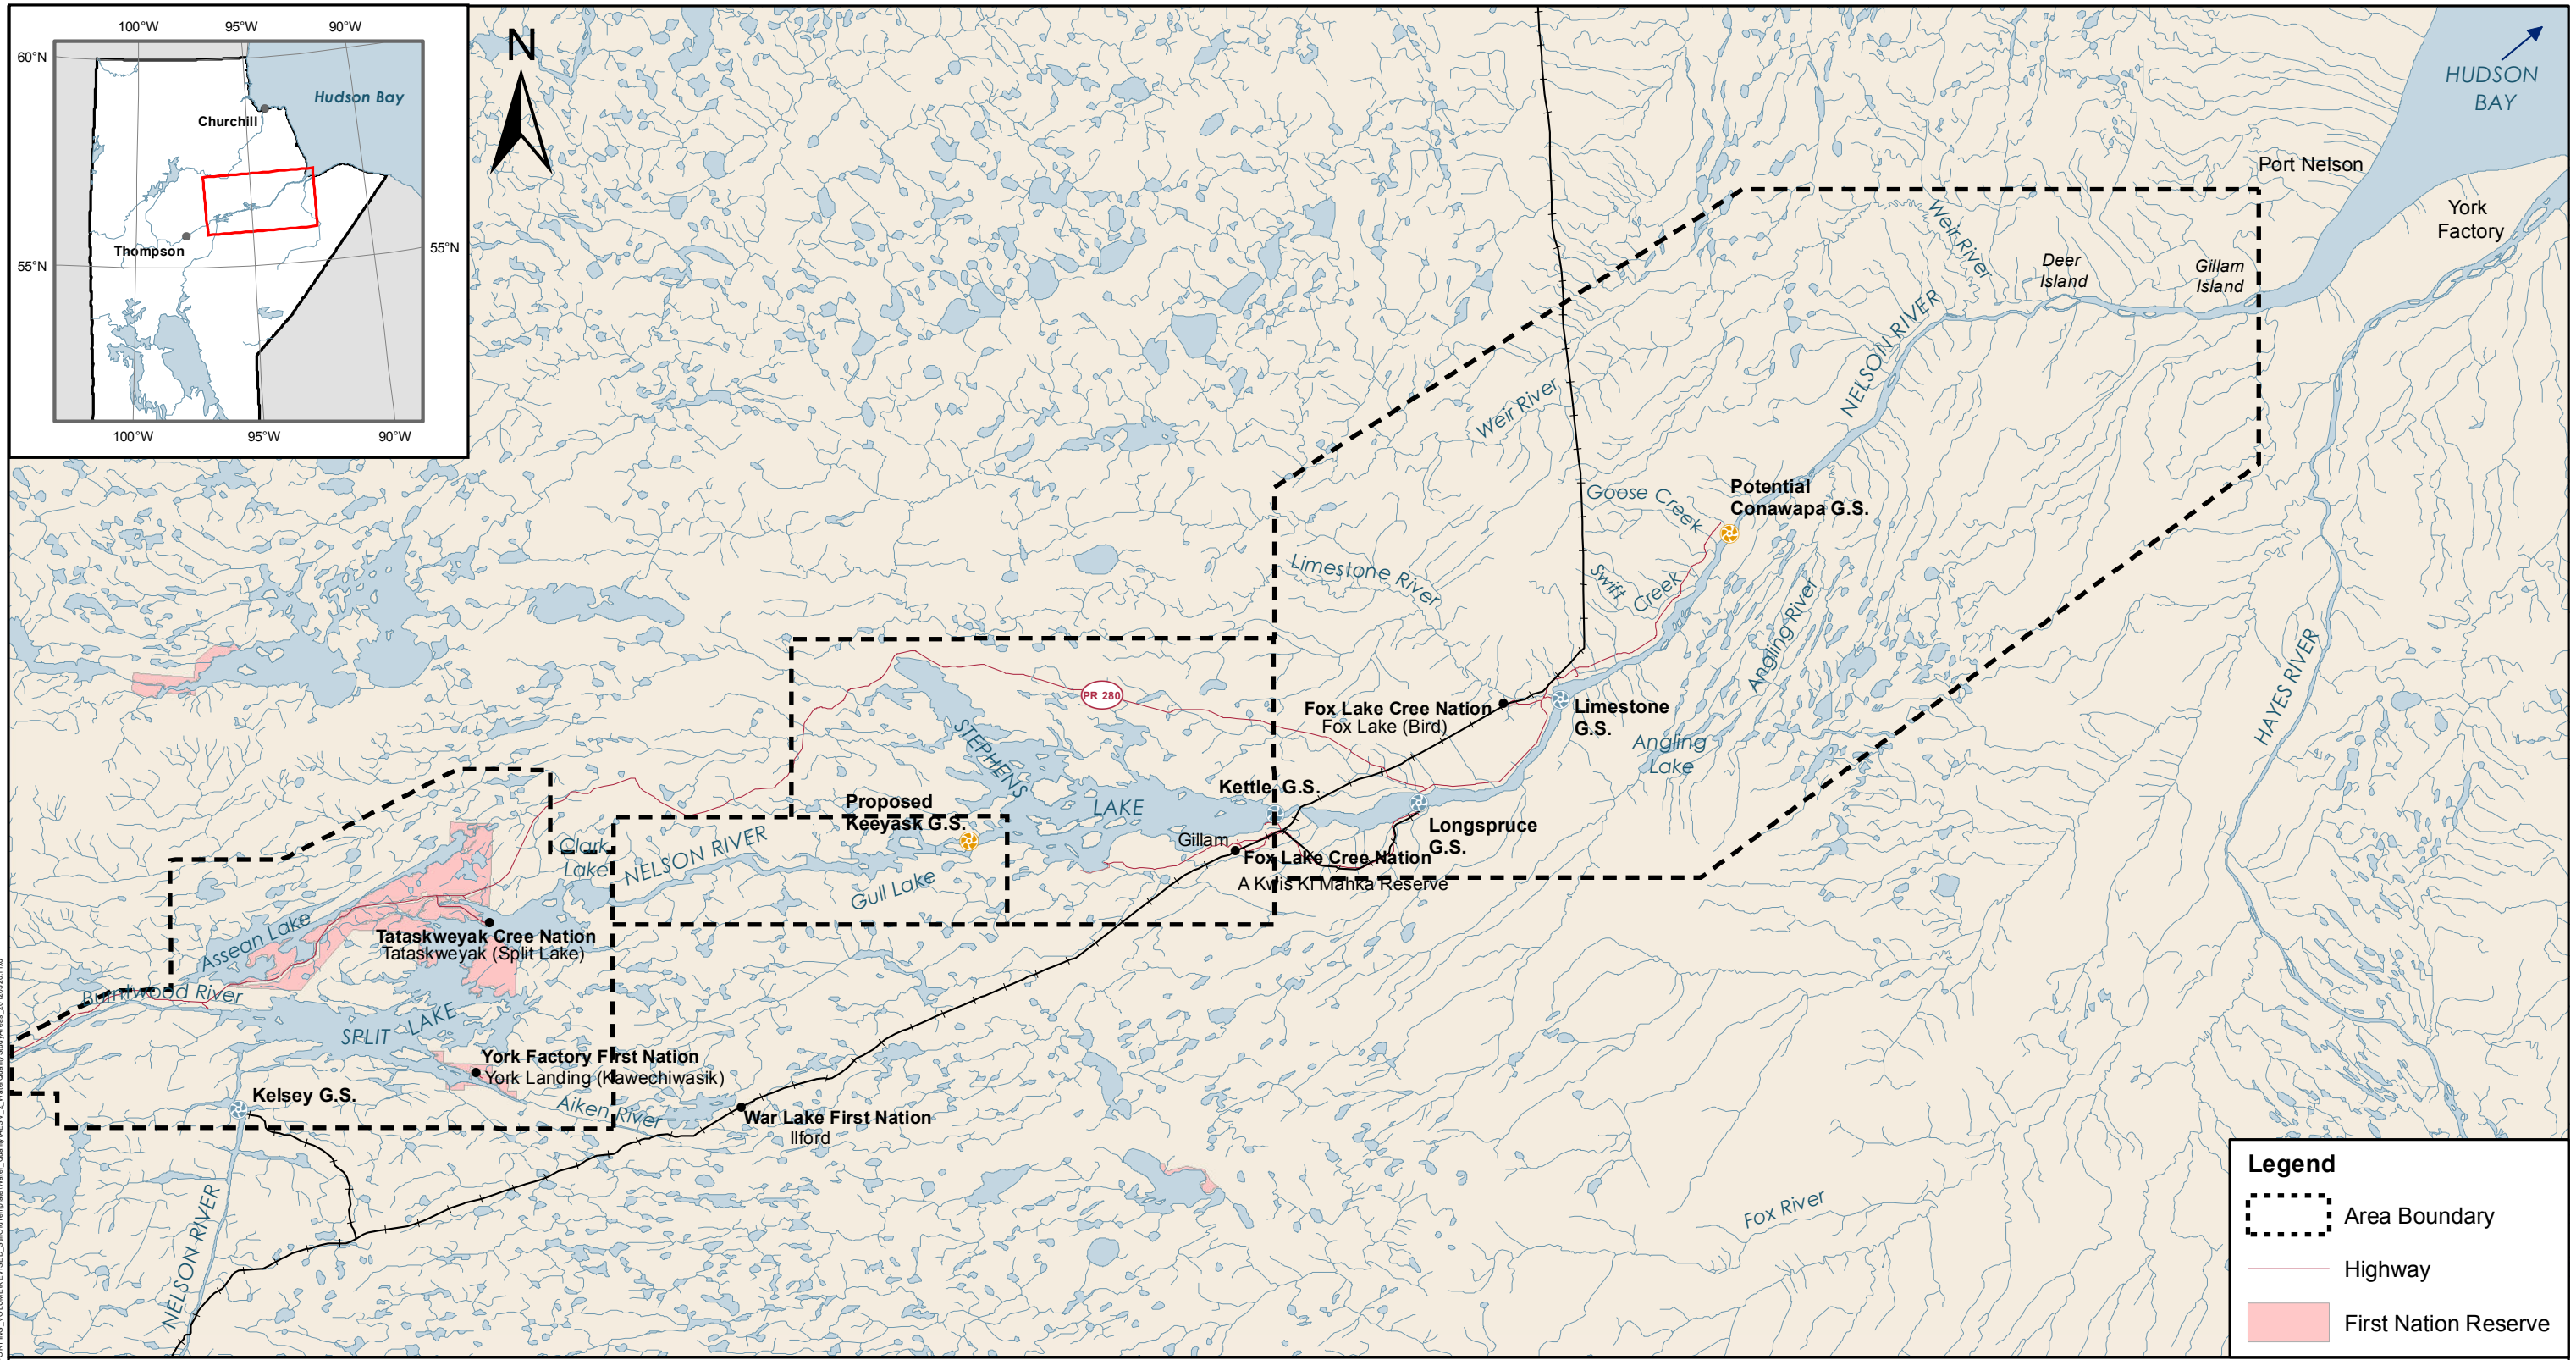 100°W 95°W 90°W
60°N
Hudson Bay
Churchill
Thompson
55°N
55°N
100°W 95°W 90°W
N
HUDSON
BAY
Port Nelson
York
Factory
Weir River
Deer
Island
Gillam
Island
NELSON RIVER
Weir River
Goose Creek
Potential
Conawapa G.S.
Limestone River
Swift Creek
Angling River
HAYES RIVER
PR 280
Fox Lake Cree Nation
Fox Lake (Bird)
Limestone
G.S.
Angling
Lake
STEPHENS
LAKE
Kettle G.S.
Proposed
Keeyask G.S.
Longspruce
G.S.
Gillam
Fox Lake Cree Nation
A Kwis Ki Mahka Reserve
Clark
Lake
NELSON RIVER
Gull Lake
Assean Lake
Tataskweyak Cree Nation
Tataskweyak (Split Lake)
Burntwood River
SPLIT LAKE
York Factory First Nation
York Landing (Kawechiwasik)
Kelsey G.S.
Aiken River
War Lake First Nation
Ilford
NELSON RIVER
Fox River
Legend
Area Boundary
Highway
First Nation Reserve